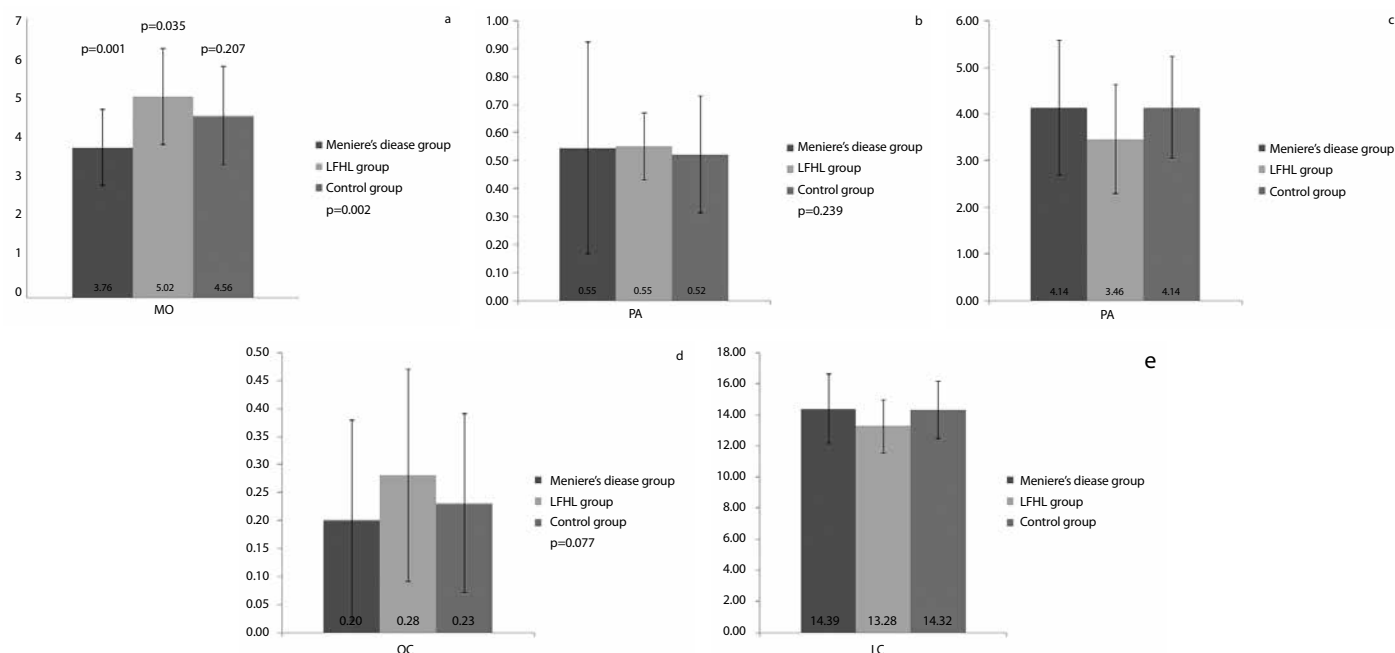 a
7
6
5
4
3
2
1
0
p=0.001
p=0.035
p=0.207
3.76
5.02
4.56
MO
Meniere's diease group
LFHL group
Control group
p=0.002
b
1.00
0.90
0.80
0.70
0.60
0.50
0.40
0.30
0.20
0.10
0.00
0.55
0.55
0.52
PA
Meniere's diease group
LFHL group
Control group
p=0.239
c
6.00
5.00
4.00
3.00
2.00
1.00
0.00
4.14
3.46
4.14
PA
Meniere's diease group
LFHL group
Control group
d
0.50
0.45
0.40
0.35
0.30
0.25
0.20
0.15
0.10
0.05
0.00
0.20
0.28
0.23
OC
Meniere's diease group
LFHL group
Control group
p=0.077
e
18.00
16.00
14.00
12.00
10.00
8.00
6.00
4.00
2.00
0.00
14.39
13.28
14.32
LC
Meniere's diease group
LFHL group
Control group